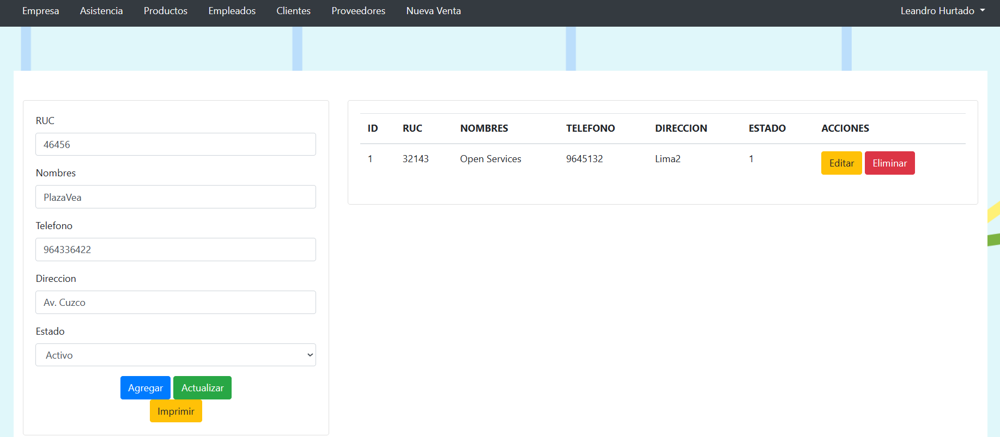 Empresa Asistencia Productos Empleados Clientes Proveedores Nueva Venta Leandro Hurtado
RUC
46456
Nombres
PlazaVea
Telefono
964336422
Direccion
Av. Cuzco
Estado
Activo
Agregar Actualizar
Imprimir
ID RUC NOMBRES TELEFONO DIRECCION ESTADO ACCIONES
1 32143 Open Services 9645132 Lima2 1 Editar Eliminar